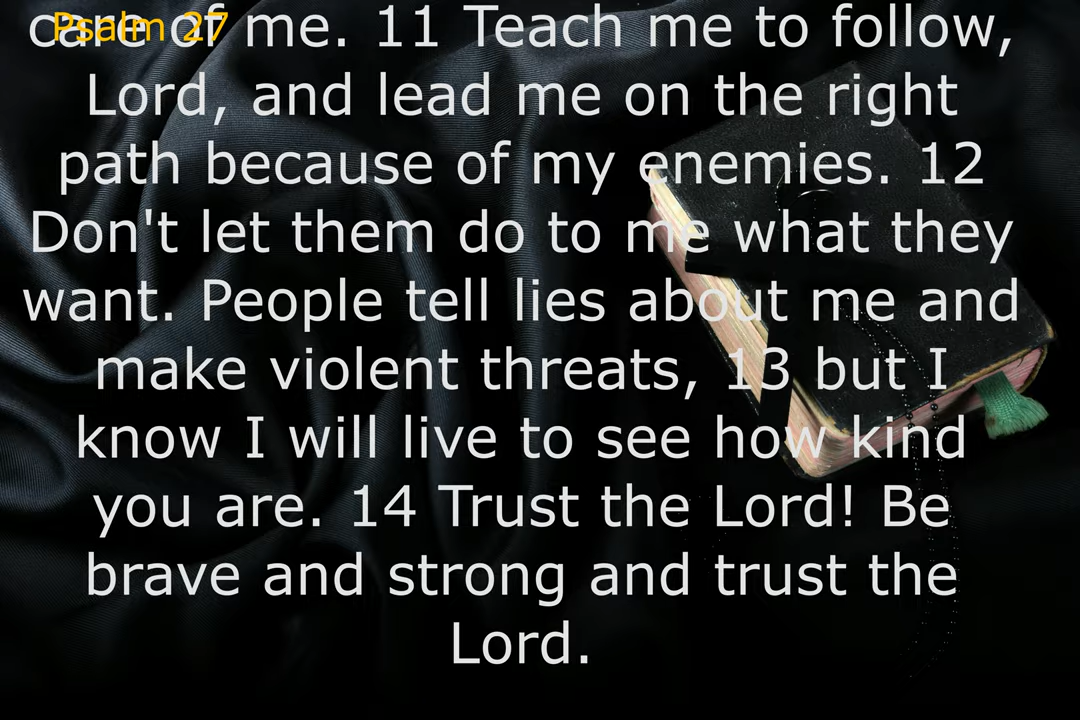 Psalm 27
care of me. 11 Teach me to follow,
Lord, and lead me on the right
path because of my enemies. 12
Don't let them do to me what they
want. People tell lies about me and
make violent threats, 13 but I
know I will live to see how kind
you are. 14 Trust the Lord! Be
brave and strong and trust the
Lord.